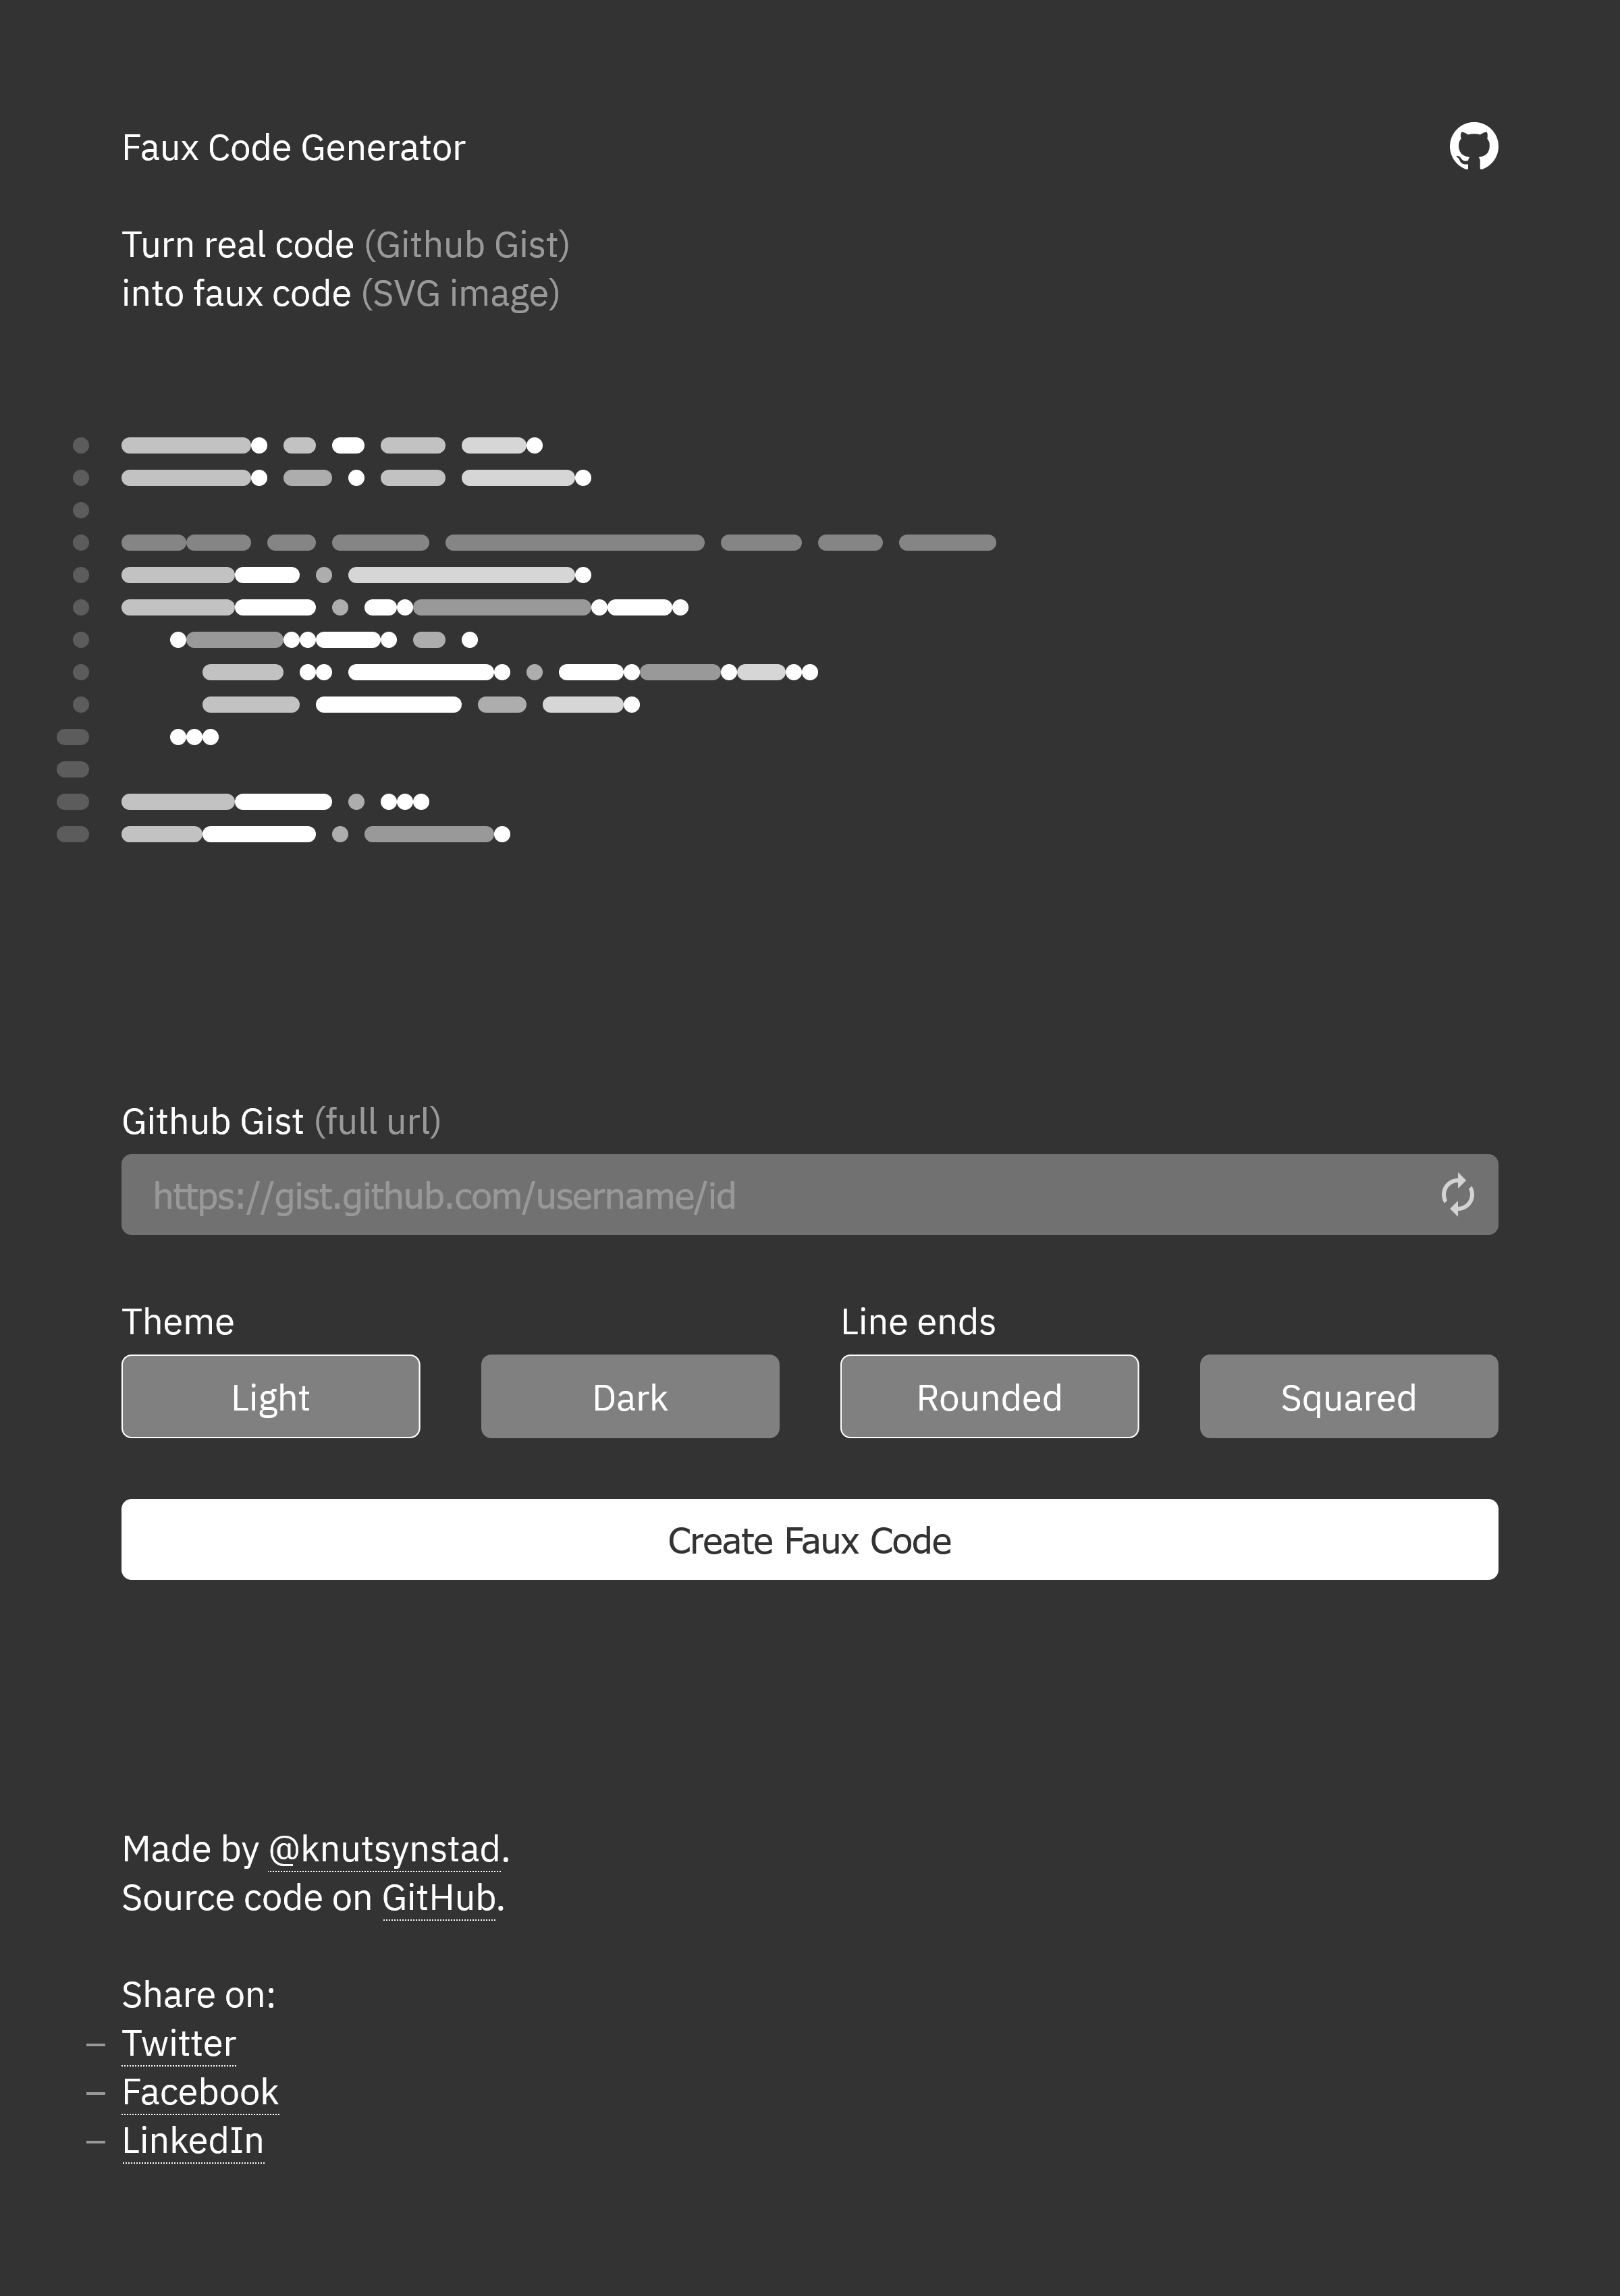 Faux Code Generator
Turn real code (Github Gist)
into faux code (SVG image)
Github Gist (full url)
https://gist.github.com/username/id
Theme
Line ends
Light
Dark
Rounded
Squared
Create Faux Code
Made by @knutsynstad.
Source code on GitHub.
Share on:
– Twitter
– Facebook
– LinkedIn